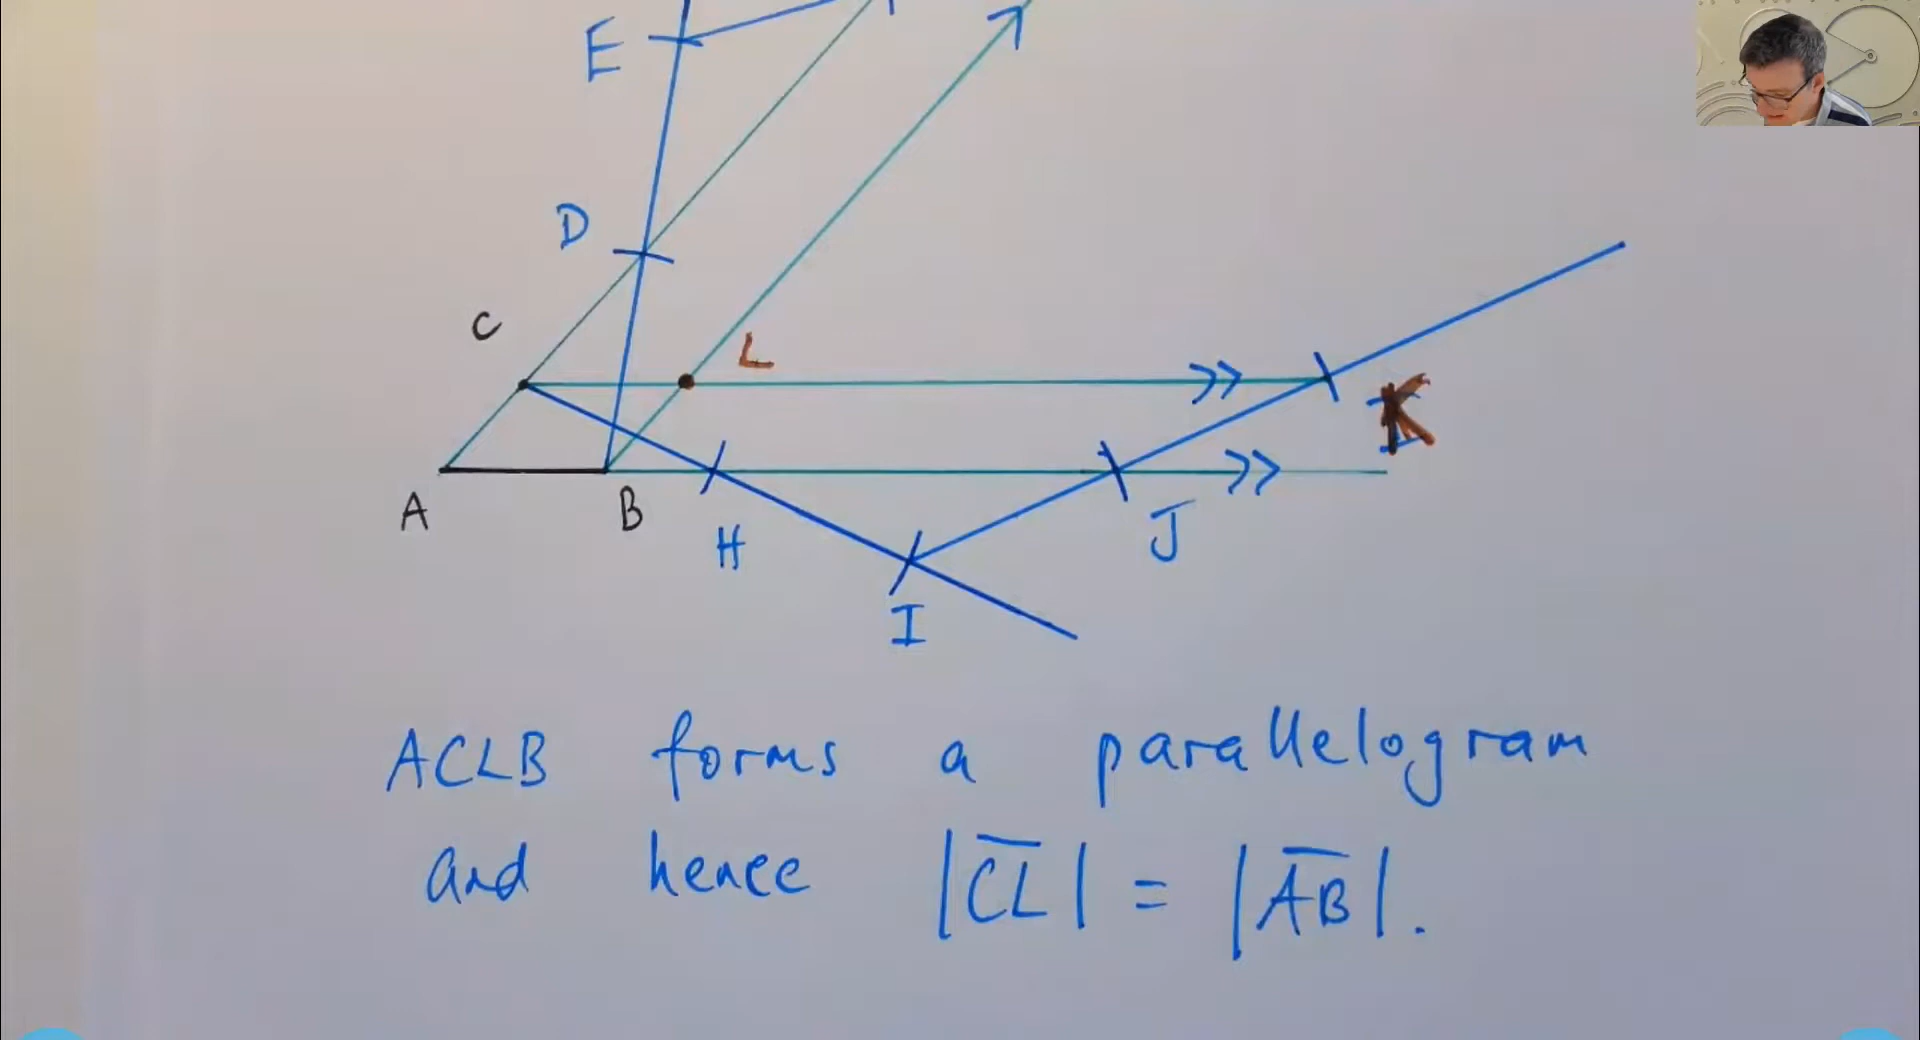 E
D
C
L
K
A
B
H
J
I
ACLB forms a parallelogram
and hence |CL| = |AB|.